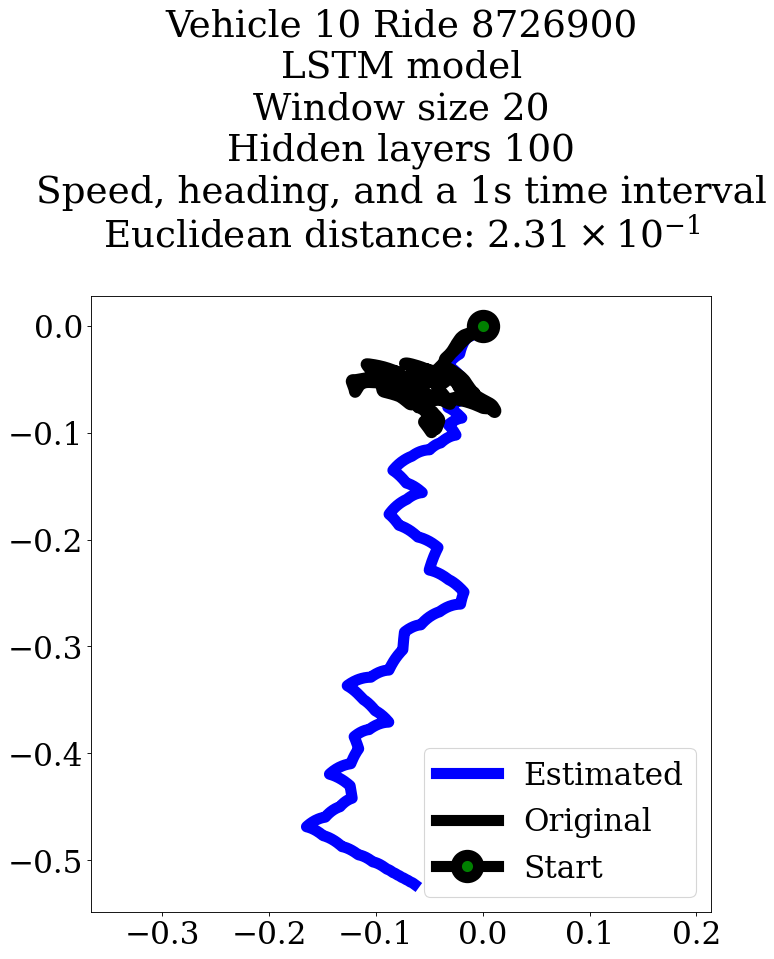 Vehicle 10 Ride 8726900
LSTM model
Window size 20
Hidden layers 100
Speed, heading, and a 1s time interval
Euclidean distance: 2.31 × 10⁻¹
0.0
−0.1
−0.2
−0.3
−0.4
−0.5
Estimated
Original
Start
−0.3 −0.2 −0.1 0.0 0.1 0.2